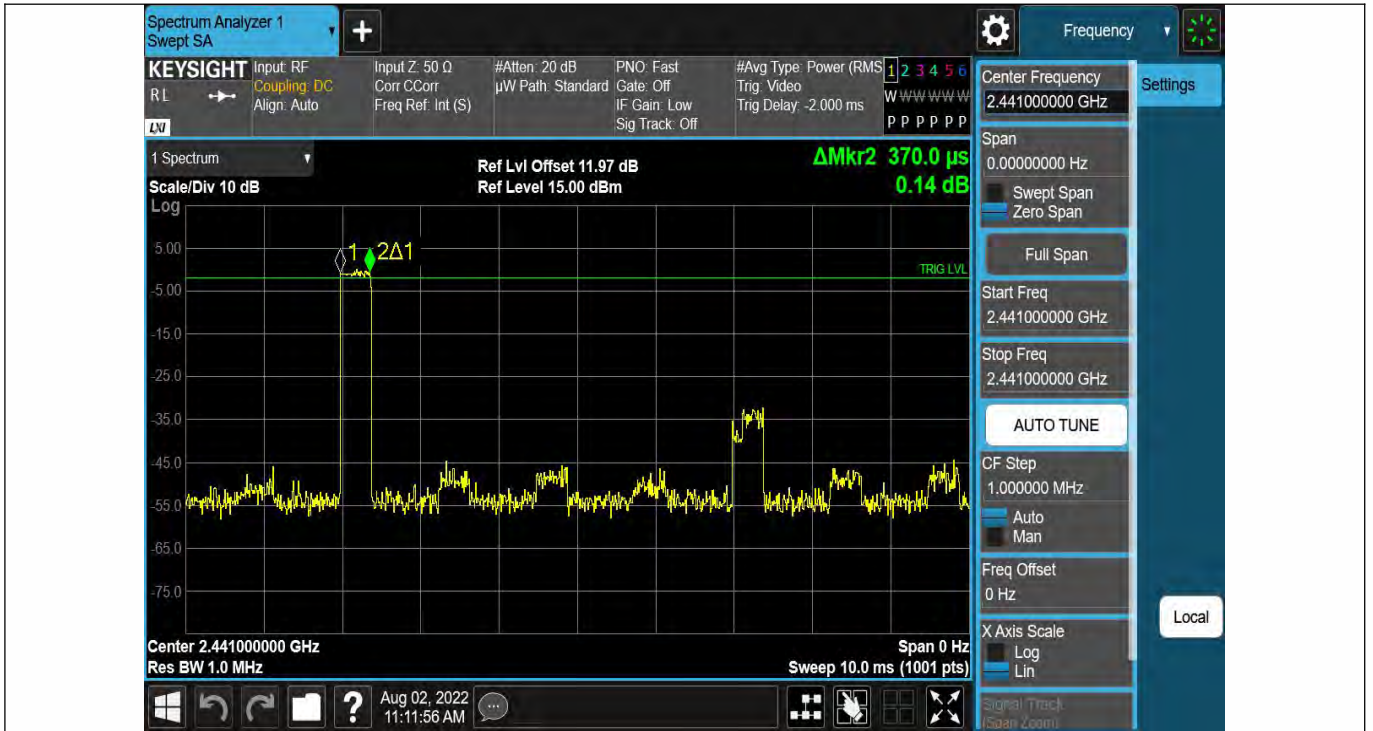 Spectrum Analyzer 1
Swept SA
+
Frequency
KEYSIGHT
RL
LXI
Input: RF
Coupling: DC
Align: Auto
Input Z: 50 Ω
Corr CCorr
Freq Ref: Int (S)
#Atten: 20 dB
µW Path: Standard
PNO: Fast
Gate: Off
IF Gain: Low
Sig Track: Off
#Avg Type: Power (RMS
Trig: Video
Trig Delay: -2.000 ms
1 2 3 4 5 6
W W W W W W
P P P P P P
1 Spectrum
Scale/Div 10 dB
Log
Ref Lvl Offset 11.97 dB
Ref Level 15.00 dBm
ΔMkr2 370.0 µs
0.14 dB
5.00
-5.00
-15.0
-25.0
-35.0
-45.0
-55.0
-65.0
-75.0
1
2Δ1
TRIG LVL
Center 2.441000000 GHz
Res BW 1.0 MHz
Span 0 Hz
Sweep 10.0 ms (1001 pts)
?
Aug 02, 2022
11:11:56 AM
Center Frequency
2.441000000 GHz
Settings
Span
0.00000000 Hz
Swept Span
Zero Span
Full Span
Start Freq
2.441000000 GHz
Stop Freq
2.441000000 GHz
AUTO TUNE
CF Step
1.000000 MHz
Auto
Man
Freq Offset
0 Hz
X Axis Scale
Log
Lin
Signal Track
(Span Zoom)
Local